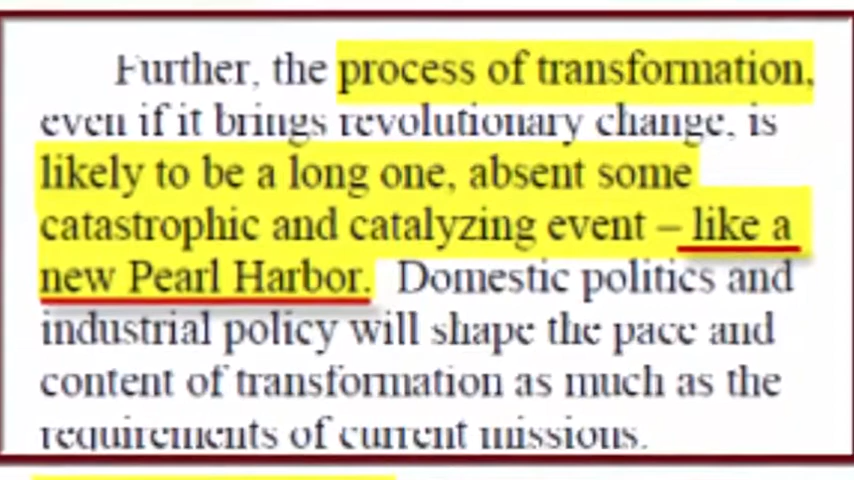 Further, the process of transformation,
even if it brings revolutionary change, is
likely to be a long one, absent some
catastrophic and catalyzing event – like a
new Pearl Harbor. Domestic politics and
industrial policy will shape the pace and
content of transformation as much as the
requirements of current missions.